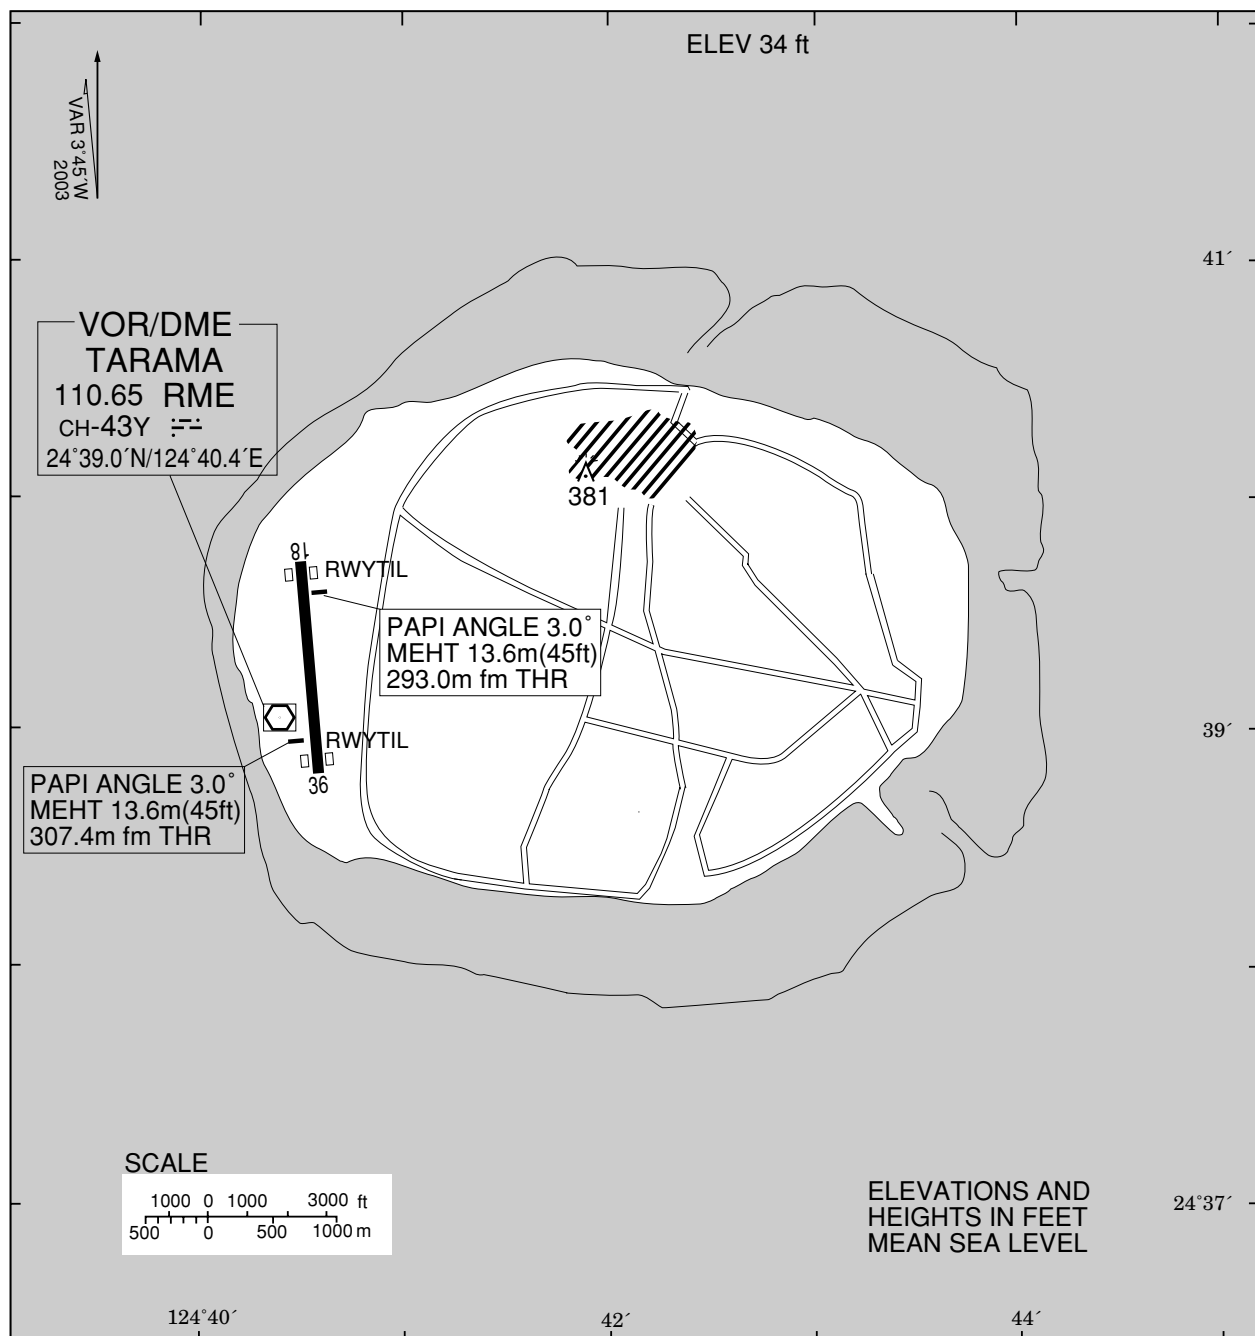 ELEV 34 ft
VAR 3°45´W
2003
41´
VOR/DME
TARAMA
110.65 RME
CH-43Y
24°39.0´N/124°40.4´E
381
18
RWYTIL
PAPI ANGLE 3.0°
MEHT 13.6m(45ft)
293.0m fm THR
39´
RWYTIL
36
PAPI ANGLE 3.0°
MEHT 13.6m(45ft)
307.4m fm THR
SCALE
1000 0 1000 3000 ft
500 0 500 1000 m
ELEVATIONS AND
HEIGHTS IN FEET
MEAN SEA LEVEL
24°37´
124°40´ 42´ 44´